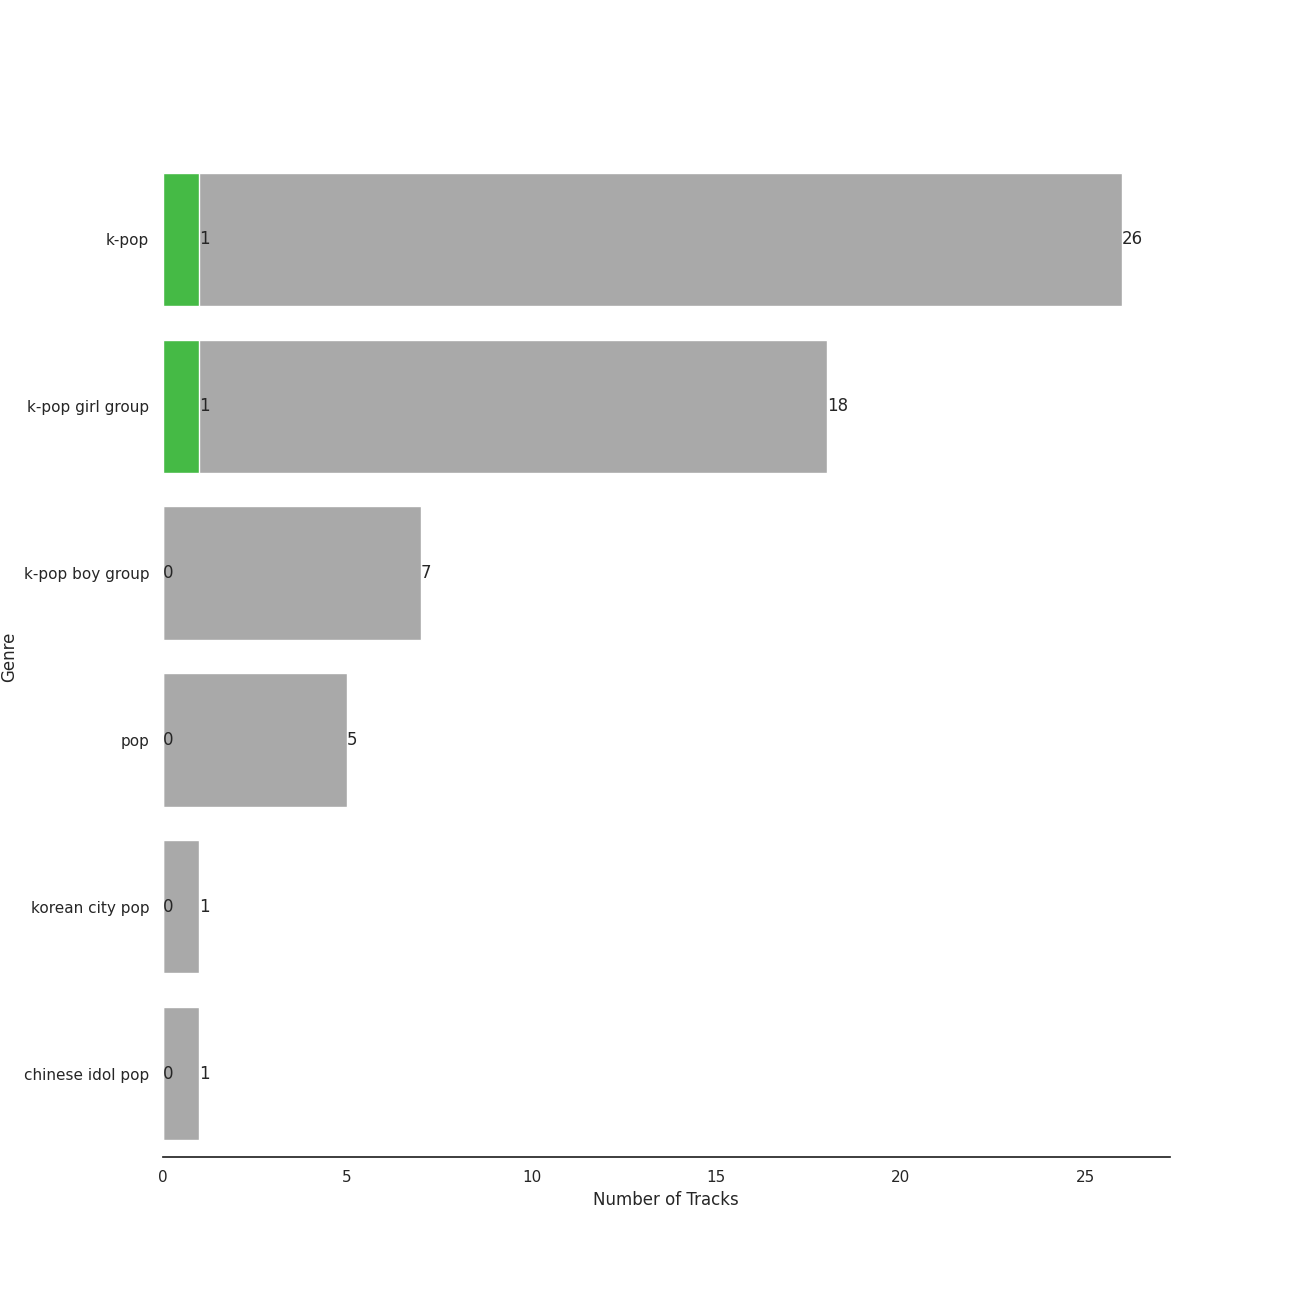 k-pop 1 26
k-pop girl group 1 18
k-pop boy group 0 7
pop 0 5
korean city pop 0 1
chinese idol pop 0 1
Genre
0 5 10 15 20 25
Number of Tracks